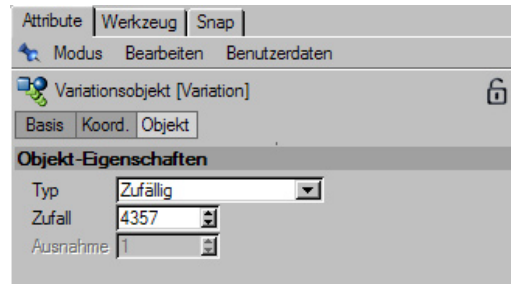 Attribute Werkzeug Snap
Modus Bearbeiten Benutzerdaten
Variationsobjekt [Variation]
Basis Koord. Objekt
Objekt-Eigenschaften
Typ Zufällig
Zufall 4357
Ausnahme 1